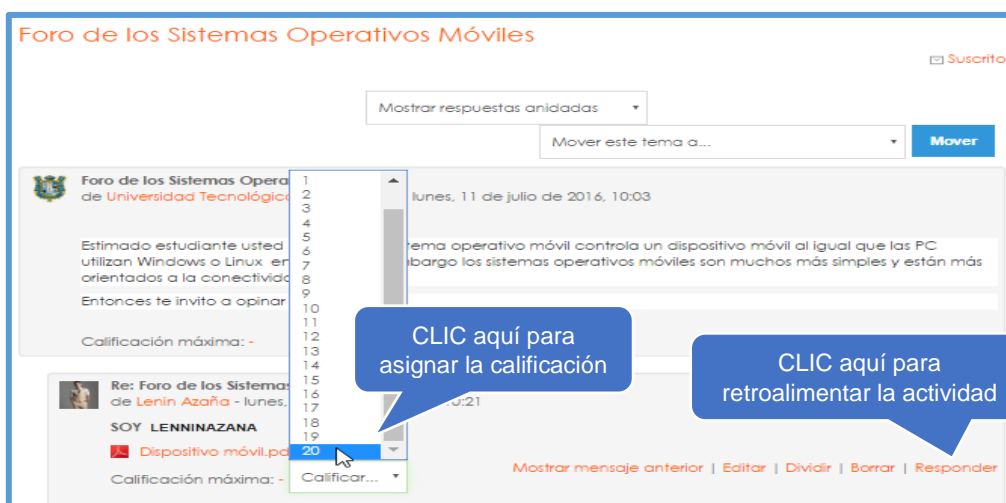 Foro de los Sistemas Operativos Móviles
Suscrito
Mostrar respuestas anidadas
Mover este tema a...
Mover
Foro de los Sistemas Opera
de Universidad Tecnológic lunes, 11 de julio de 2016, 10:03
Estimado estudiante usted tema operativo móvil controla un dispositivo móvil al igual que las PC
utilizan Windows o Linux en mbargo los sistemas operativos móviles son muchos más simples y están más
orientados a la conectivida
Entonces te invito a opinar
Calificación máxima: -
1
2
3
4
5
6
7
8
9
10
11
12
13
14
15
16
17
18
19
20
CLIC aquí para
asignar la calificación
CLIC aquí para
retroalimentar la actividad
Re: Foro de los Sistemas
de Lenin Azaña - lunes, :21
SOY LENNINAZANA
Dispositivo móvil.pd
Mostrar mensaje anterior | Editar | Dividir | Borrar | Responder
Calificación máxima: - Calificar...